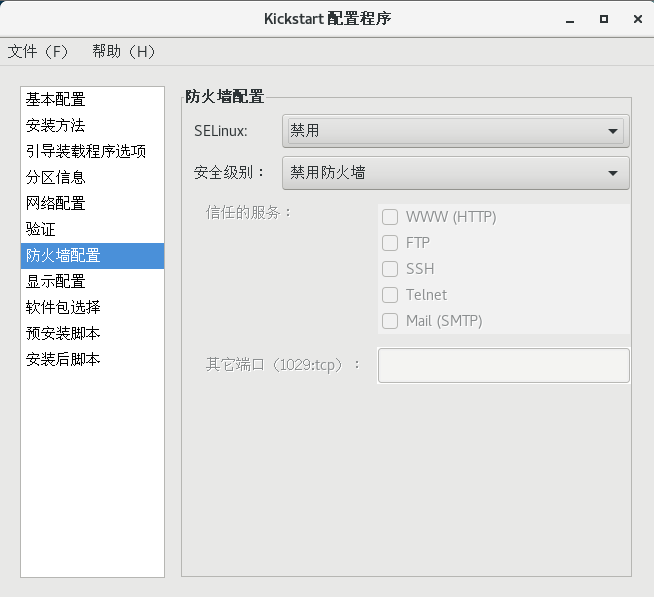 Kickstart 配置程序
文件（F） 帮助（H）
基本配置
安装方法
引导装载程序选项
分区信息
网络配置
验证
防火墙配置
显示配置
软件包选择
预安装脚本
安装后脚本
防火墙配置
SELinux: 禁用
安全级别： 禁用防火墙
信任的服务： WWW (HTTP)
FTP
SSH
Telnet
Mail (SMTP)
其它端口（1029:tcp）：